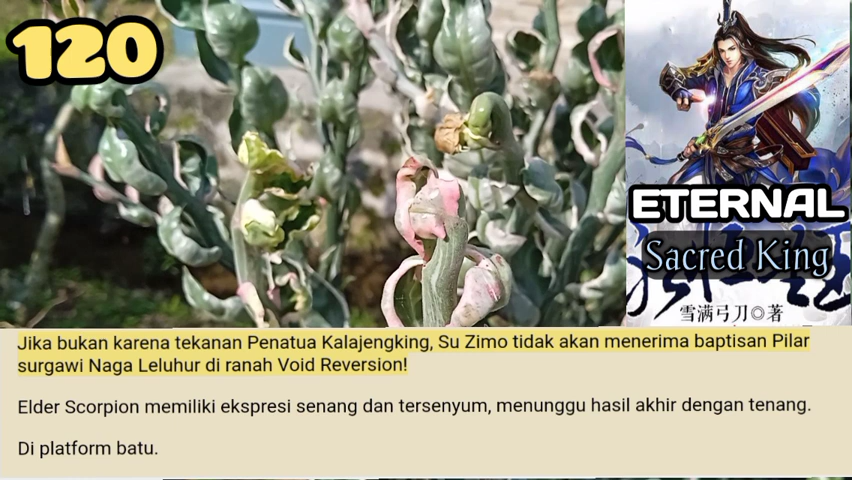 120
ETERNAL
Sacred King
雪满弓刀◎著
Jika bukan karena tekanan Penatua Kalajengking, Su Zimo tidak akan menerima baptisan Pilar
surgawi Naga Leluhur di ranah Void Reversion!
Elder Scorpion memiliki ekspresi senang dan tersenyum, menunggu hasil akhir dengan tenang.
Di platform batu.